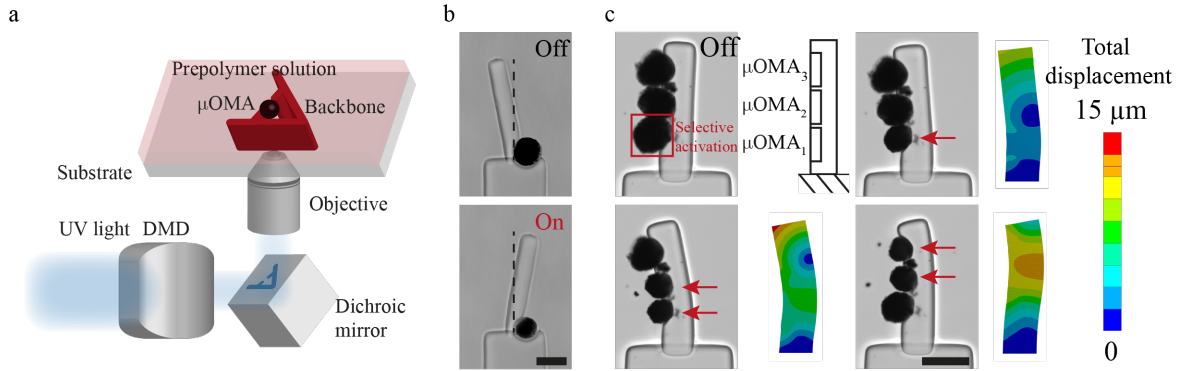 a
Prepolymer solution
μOMA
Backbone
Substrate
Objective
UV light
DMD
Dichroic
mirror
b
Off
On
c
Off
Selective
activation
μOMA₃
μOMA₂
μOMA₁
Total
displacement
15 μm
0